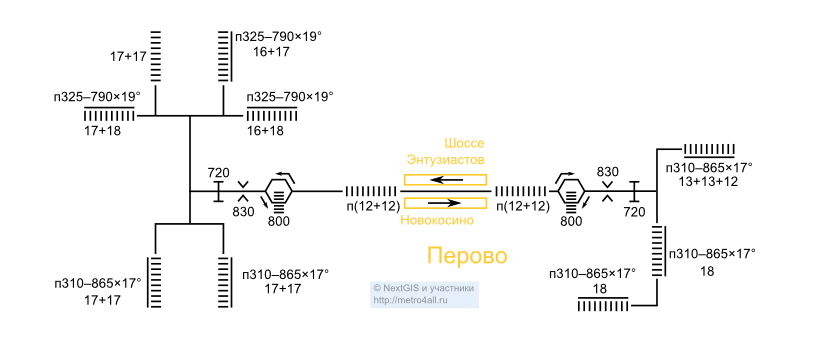 17+17
п325–790×19°
16+17
п325–790×19°
17+18
п325–790×19°
16+18
Шоссе
Энтузиастов
720
830
800
п(12+12)
Новокосино
п(12+12)
800
830
720
п310–865×17°
13+13+12
Перово
п310–865×17°
17+17
п310–865×17°
17+17
п310–865×17°
18
п310–865×17°
18
© NextGIS и участники
http://metro4all.ru